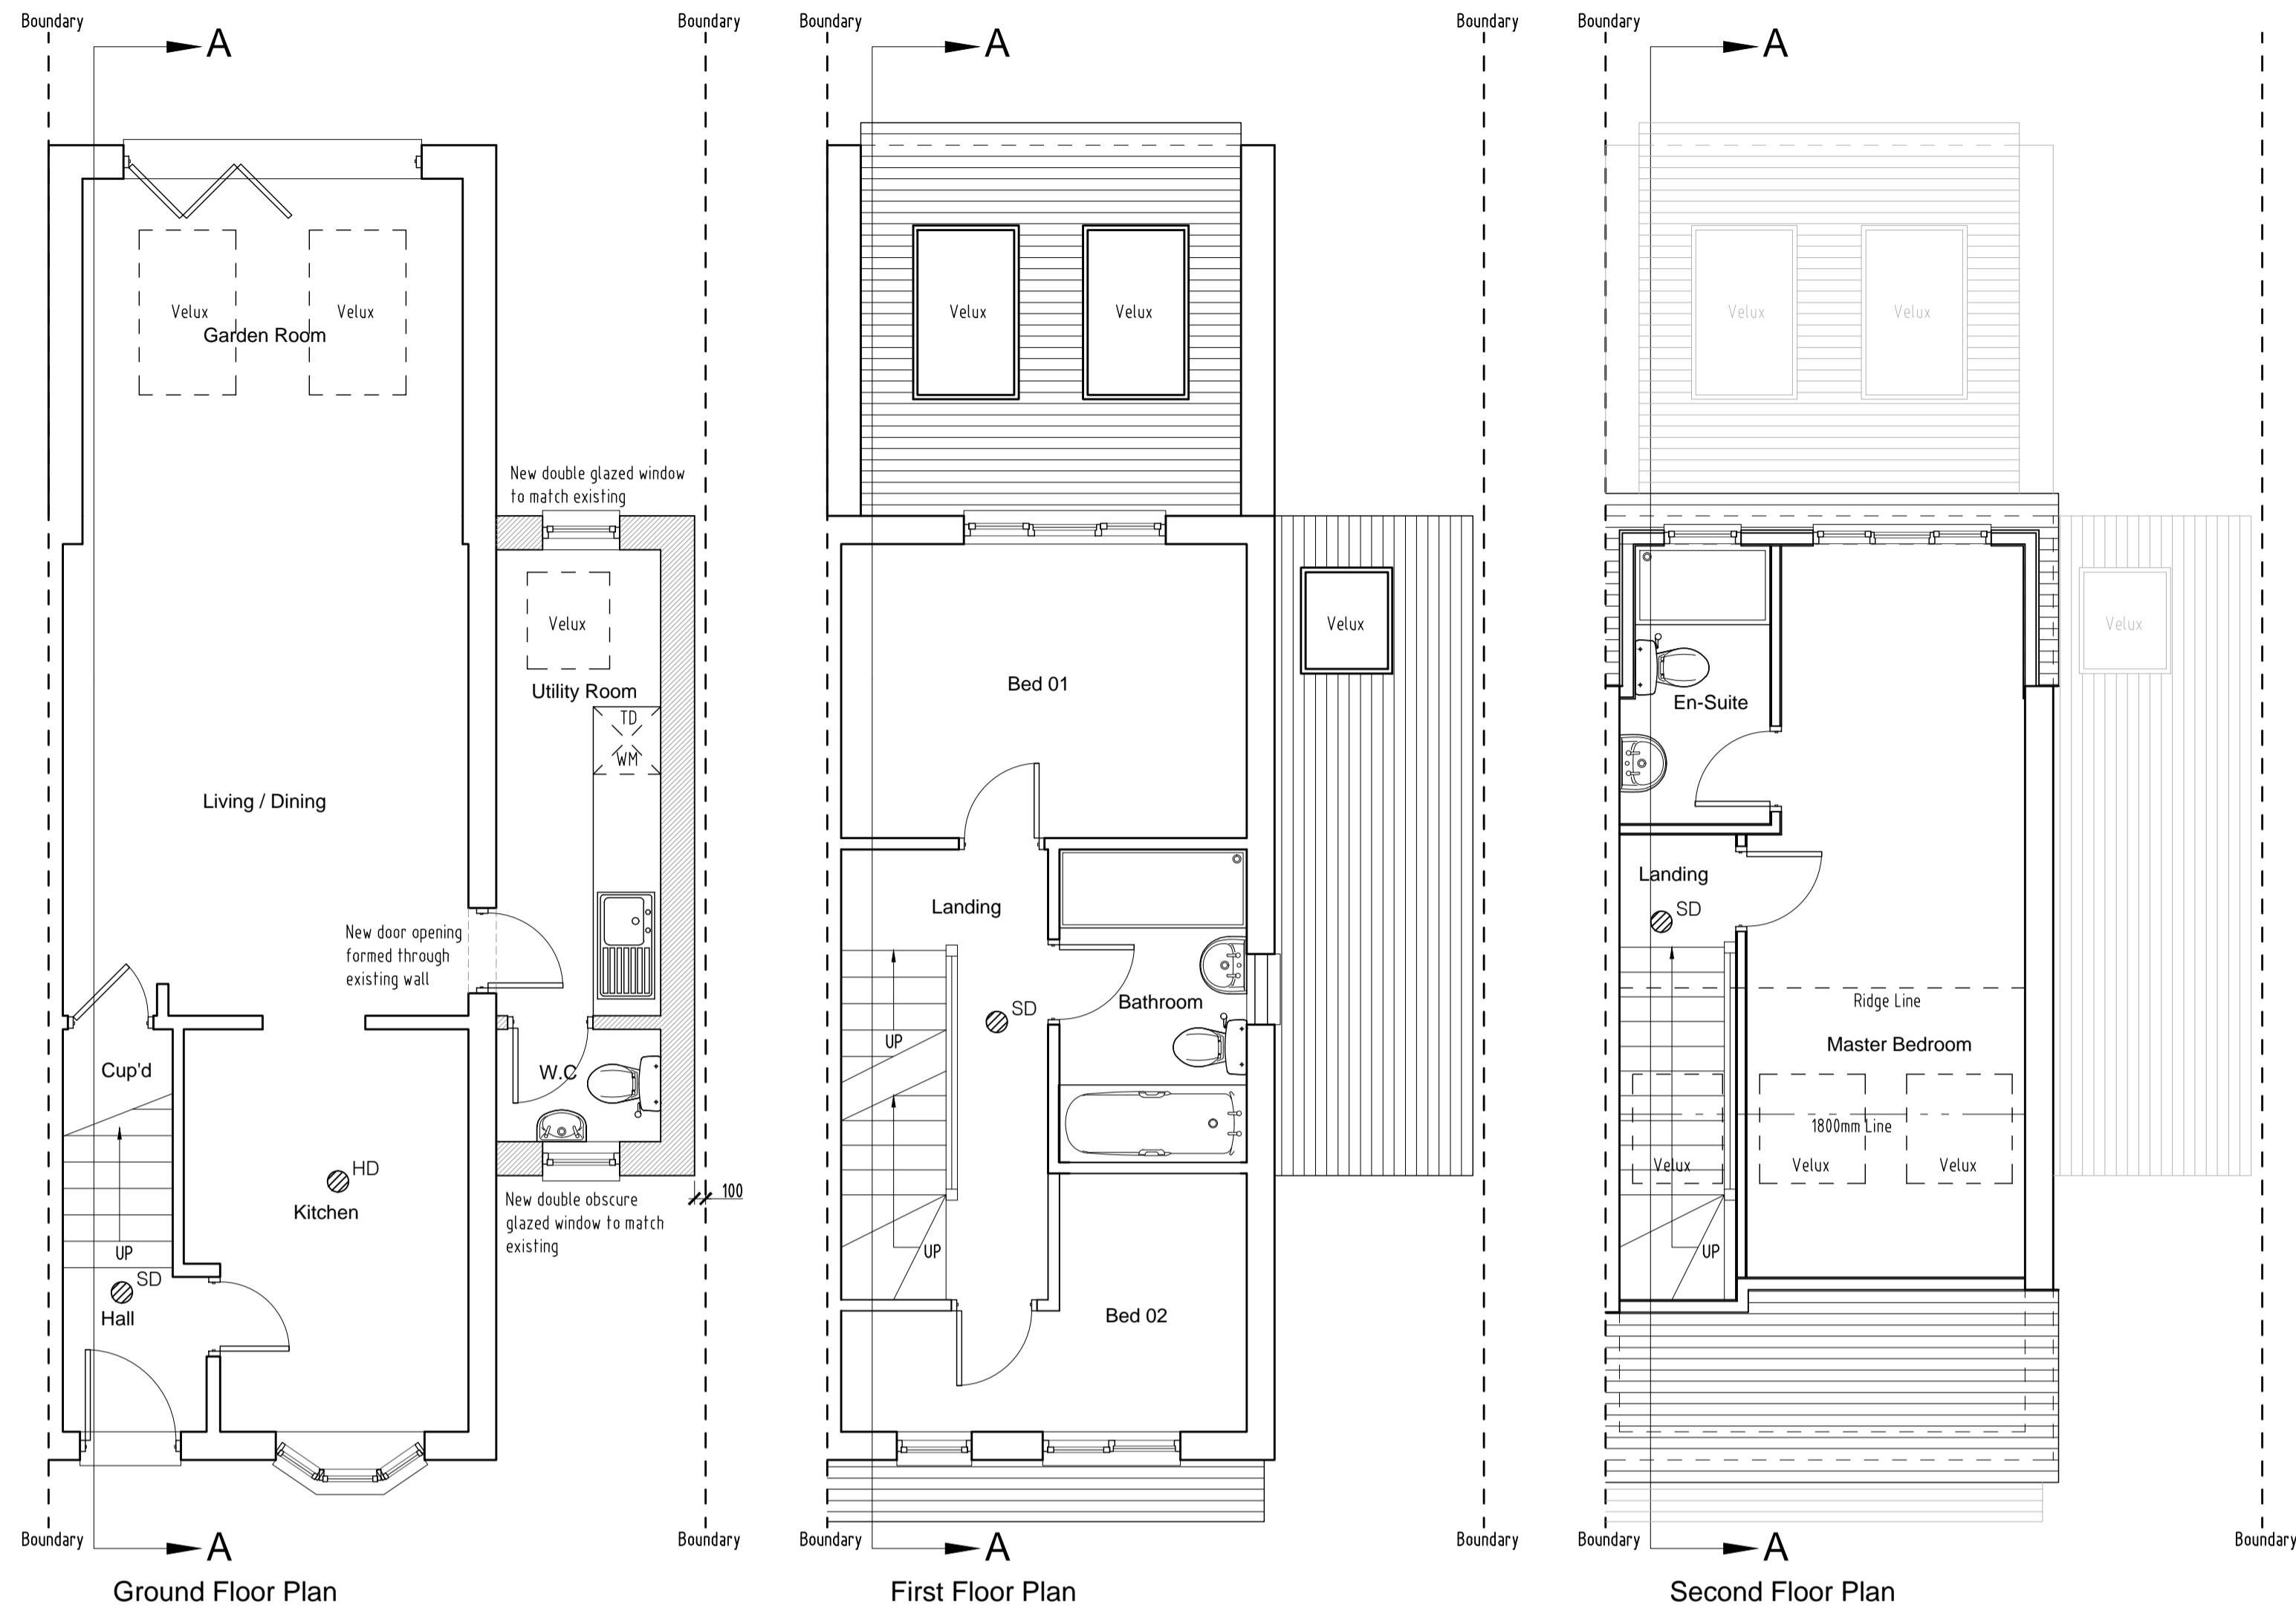 Boundary
A
Boundary
Velux
Velux
Garden Room
New double glazed window
to match existing
Velux
Utility Room
TD
WM
Living / Dining
New door opening
formed through
existing wall
Cup'd
W.C
HD
Kitchen
UP
SD
Hall
New double obscure
glazed window to match
existing
100
Boundary
A
Boundary
Ground Floor Plan
Boundary
A
Boundary
Velux
Velux
Velux
Bed 01
Landing
Bathroom
SD
UP
UP
Bed 02
Boundary
A
Boundary
First Floor Plan
Boundary
A
Velux
Velux
Velux
En-Suite
Landing
SD
Ridge Line
Master Bedroom
1800mm Line
Velux
Velux
Velux
UP
Boundary
A
Boundary
Second Floor Plan